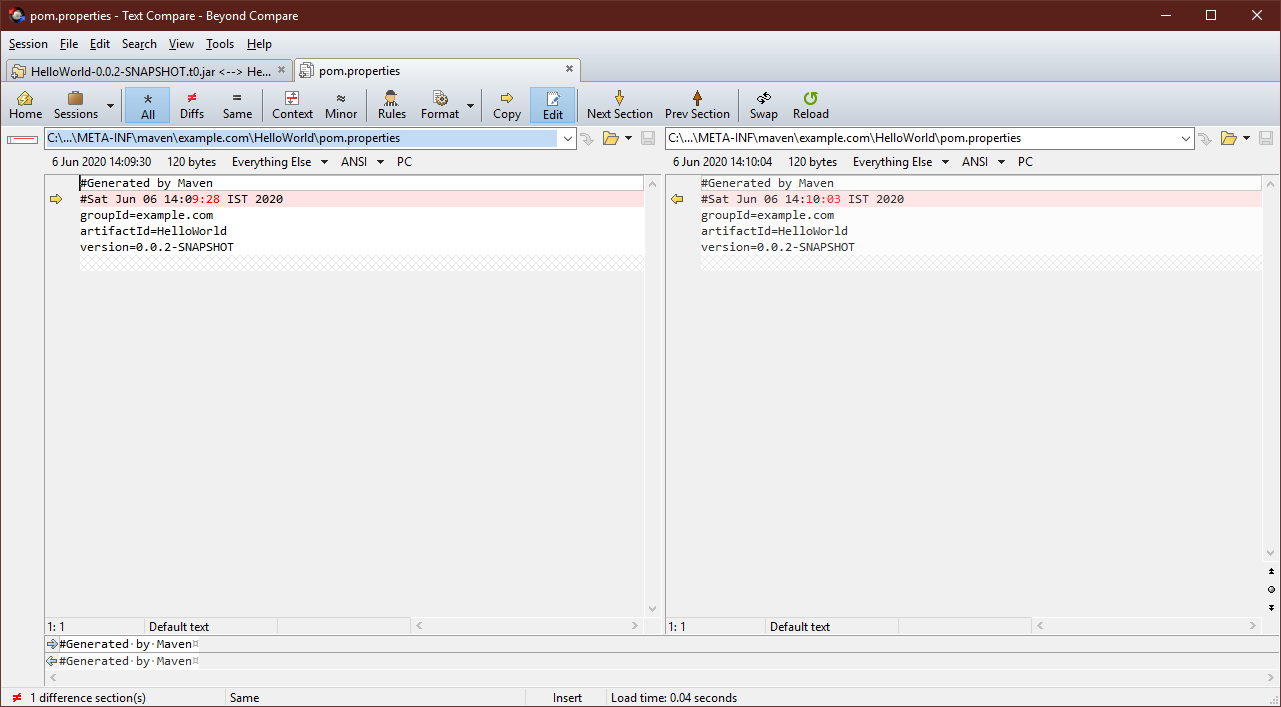 pom.properties - Text Compare - Beyond Compare
Session File Edit Search View Tools Help
HelloWorld-0.0.2-SNAPSHOT.t0.jar <--> He... pom.properties
Home Sessions All Diffs Same Context Minor Rules Format Copy Edit Next Section Prev Section Swap Reload
C:\...\META-INF\maven\example.com\HelloWorld\pom.properties
6 Jun 2020 14:09:30 120 bytes Everything Else ANSI PC
#Generated by Maven
#Sat Jun 06 14:09:28 IST 2020
groupId=example.com
artifactId=HelloWorld
version=0.0.2-SNAPSHOT
1: 1 Default text
C:\...\META-INF\maven\example.com\HelloWorld\pom.properties
6 Jun 2020 14:10:04 120 bytes Everything Else ANSI PC
#Generated by Maven
#Sat Jun 06 14:10:03 IST 2020
groupId=example.com
artifactId=HelloWorld
version=0.0.2-SNAPSHOT
1: 1 Default text
#Generated·by·Maven¤
#Generated·by·Maven¤
≠ 1 difference section(s) Same Insert Load time: 0.04 seconds